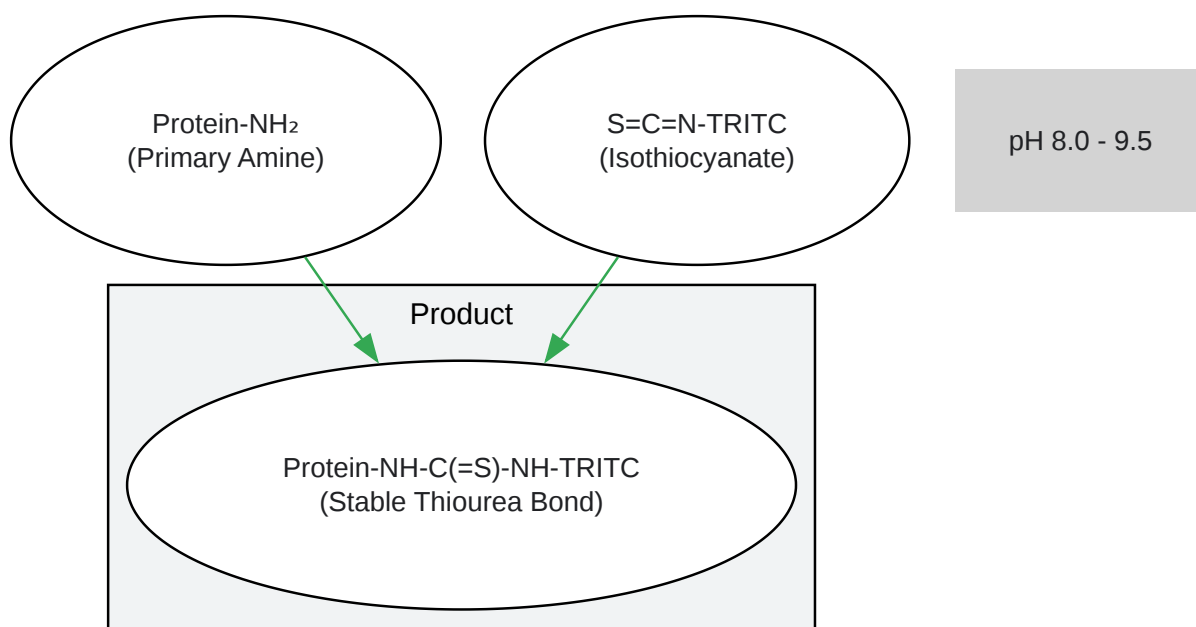 Protein-NH₂
(Primary Amine)
S=C=N-TRITC
(Isothiocyanate)
pH 8.0 - 9.5
Product
Protein-NH-C(=S)-NH-TRITC
(Stable Thiourea Bond)